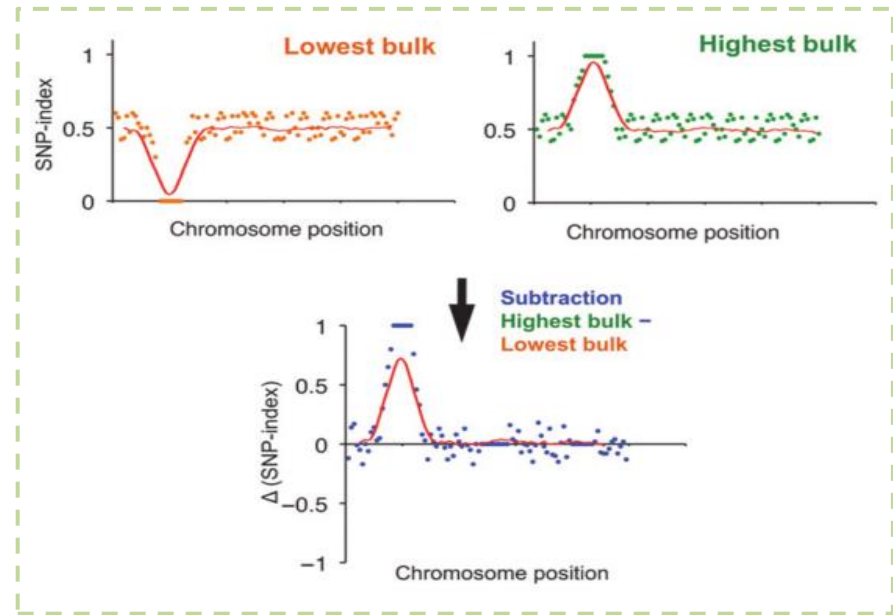 Lowest bulk
SNP-index
1
0.5
0
Chromosome position
Highest bulk
1
0.5
0
Chromosome position
Subtraction
Highest bulk –
Lowest bulk
Δ (SNP-index)
1
0.5
0
−0.5
−1
Chromosome position